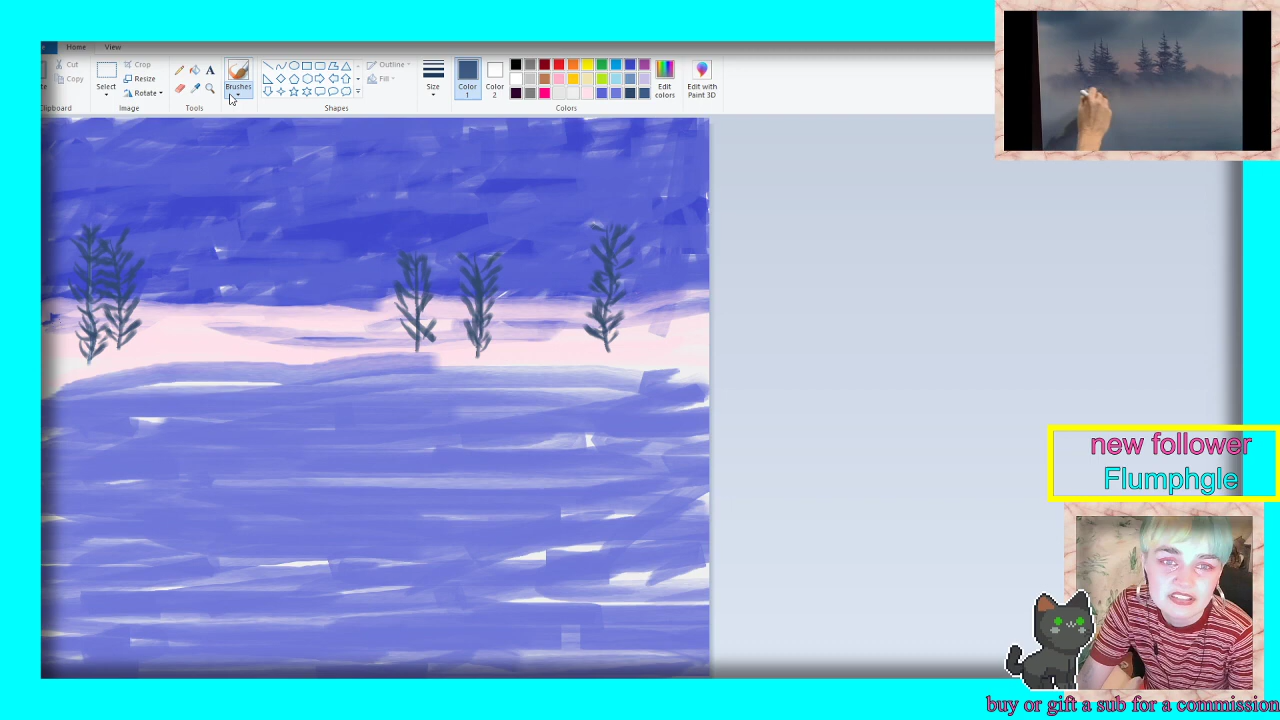 Home View
Cut
Copy
Clipboard
Select
Crop
Resize
Rotate
Image
Tools
Brushes
Shapes
Outline
Fill
Size
Color
1
Color
2
Colors
Edit
colors
Edit with
Paint 3D
new follower
Flumphgle
buy or gift a sub for a commission